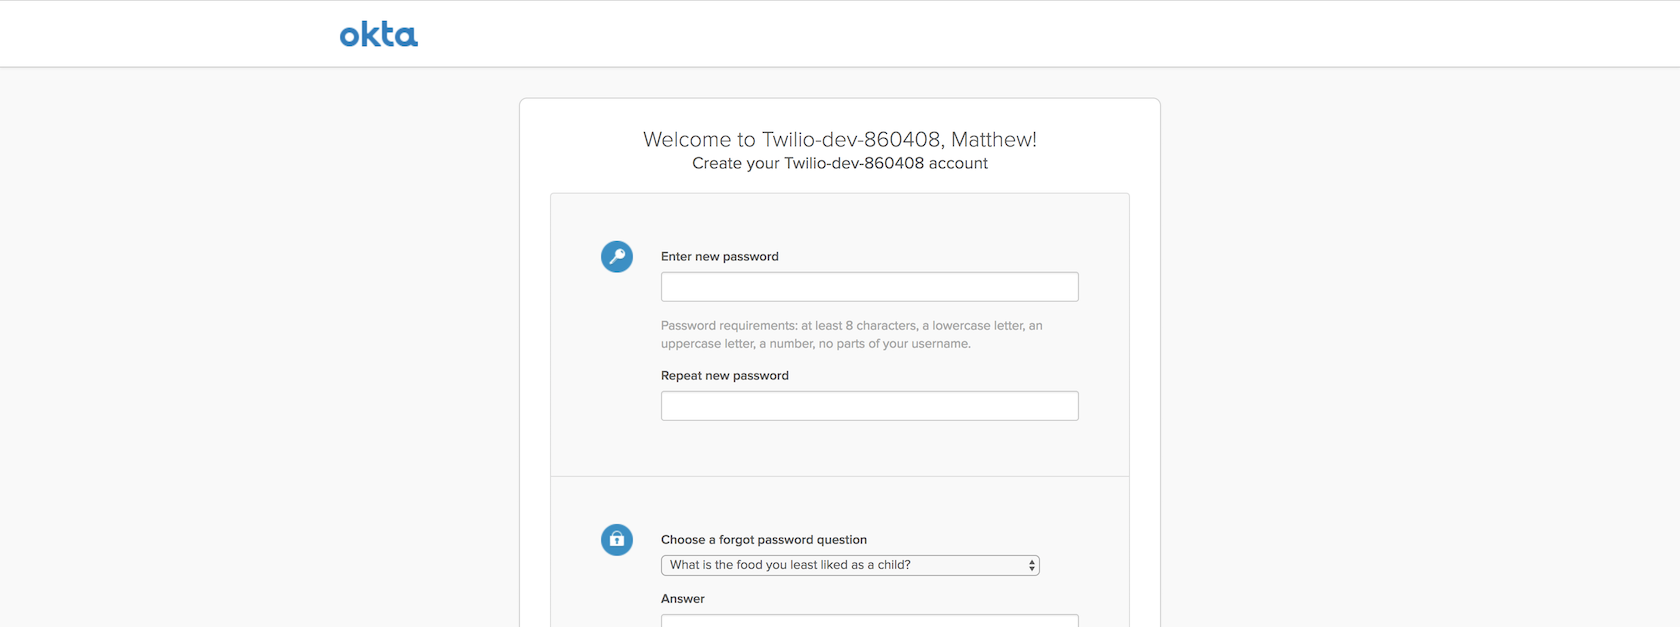 okta
Welcome to Twilio-dev-860408, Matthew!
Create your Twilio-dev-860408 account
Enter new password
Password requirements: at least 8 characters, a lowercase letter, an
uppercase letter, a number, no parts of your username.
Repeat new password
Choose a forgot password question
What is the food you least liked as a child?
Answer